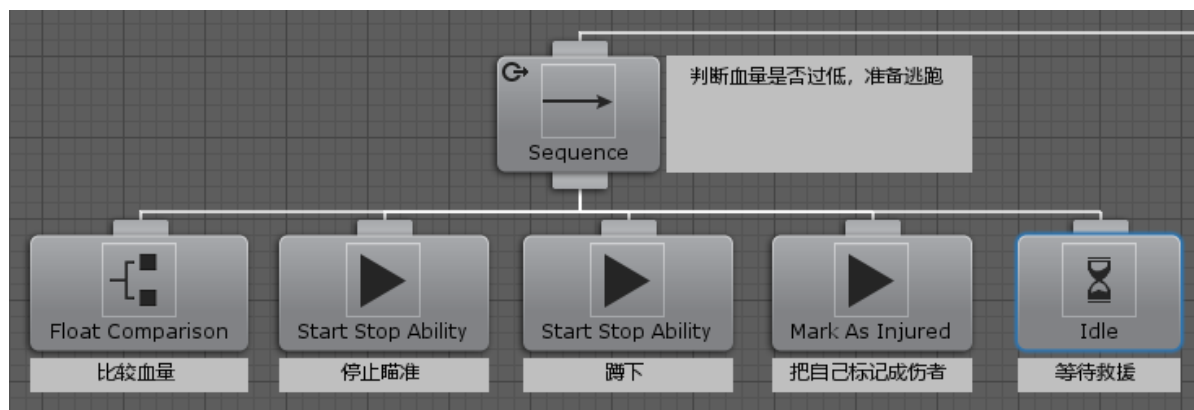 判断血量是否过低，准备逃跑
Sequence
Float Comparison
Start Stop Ability
Start Stop Ability
Mark As Injured
Idle
比较血量
停止瞄准
蹲下
把自己标记成伤者
等待救援